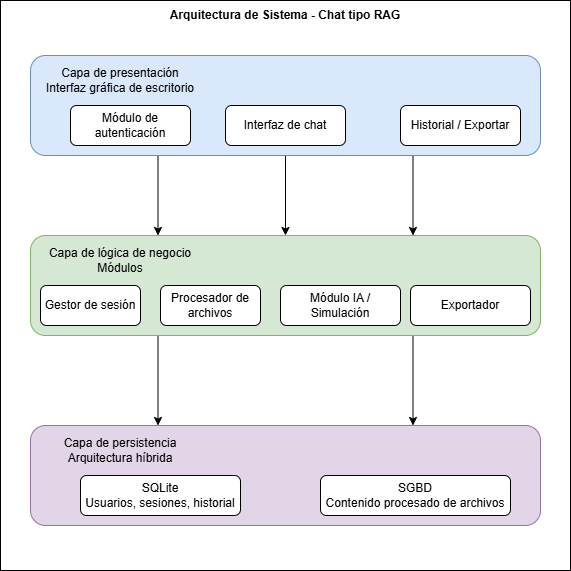 Arquitectura de Sistema - Chat tipo RAG
Capa de presentación
Interfaz gráfica de escritorio
Módulo de
autenticación
Interfaz de chat
Historial / Exportar
Capa de lógica de negocio
Módulos
Gestor de sesión
Procesador de
archivos
Módulo IA /
Simulación
Exportador
Capa de persistencia
Arquitectura híbrida
SQLite
Usuarios, sesiones, historial
SGBD
Contenido procesado de archivos